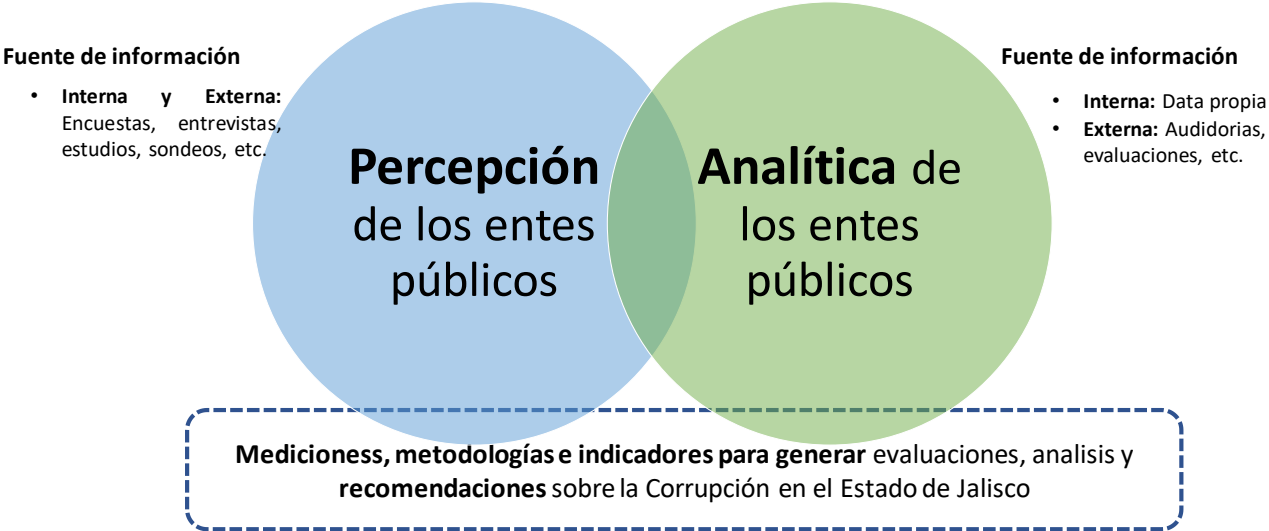 Fuente de información
• Interna y Externa:
Encuestas, entrevistas,
estudios, sondeos, etc.
Percepción
de los entes
públicos
Analítica de
los entes
públicos
Fuente de información
• Interna: Data propia
• Externa: Audidorias,
evaluaciones, etc.
Medicioness, metodologías e indicadores para generar evaluaciones, analisis y
recomendaciones sobre la Corrupción en el Estado de Jalisco